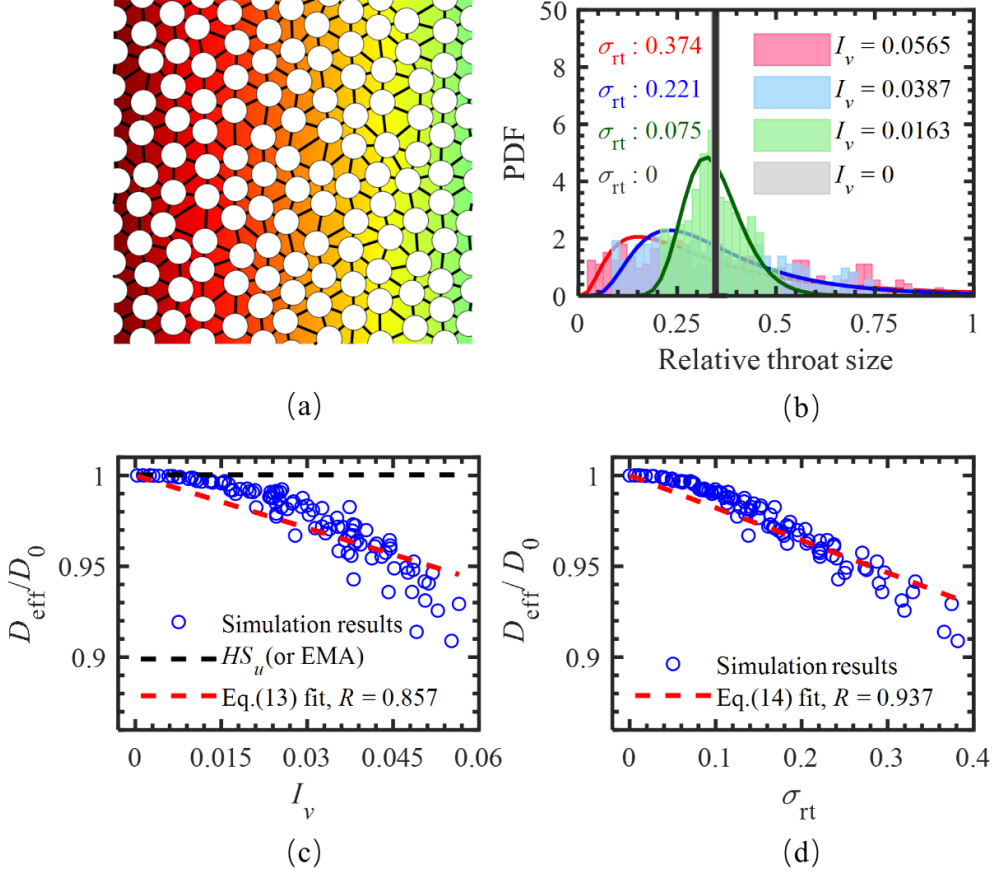 (a)
PDF
50
8
6
4
2
0
σrt : 0.374
σrt : 0.221
σrt : 0.075
σrt : 0
Iv = 0.0565
Iv = 0.0387
Iv = 0.0163
Iv = 0
0 0.25 0.5 0.75 1
Relative throat size
(b)
Deff/D0
1
0.95
0.9
Simulation results
HSu (or EMA)
Eq.(13) fit, R = 0.857
0 0.015 0.03 0.045 0.06
Iv
(c)
Deff/ D0
1
0.95
0.9
Simulation results
Eq.(14) fit, R = 0.937
0 0.1 0.2 0.3 0.4
σrt
(d)